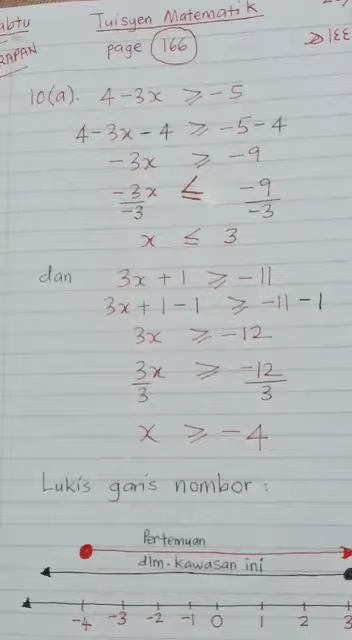 Tuisyen Matematik
page 166
10(a). 4 - 3x ≥ -5
4 - 3x - 4 ≥ -5 - 4
-3x ≥ -9
-3x/-3 ≤ -9/-3
x ≤ 3
dan 3x + 1 ≥ -11
3x + 1 - 1 ≥ -11 - 1
3x ≥ -12
3x/3 ≥ -12/3
x ≥ -4
Lukis garis nombor :
Pertemuan
dlm. kawasan ini
-4 -3 -2 -1 0 1 2 3